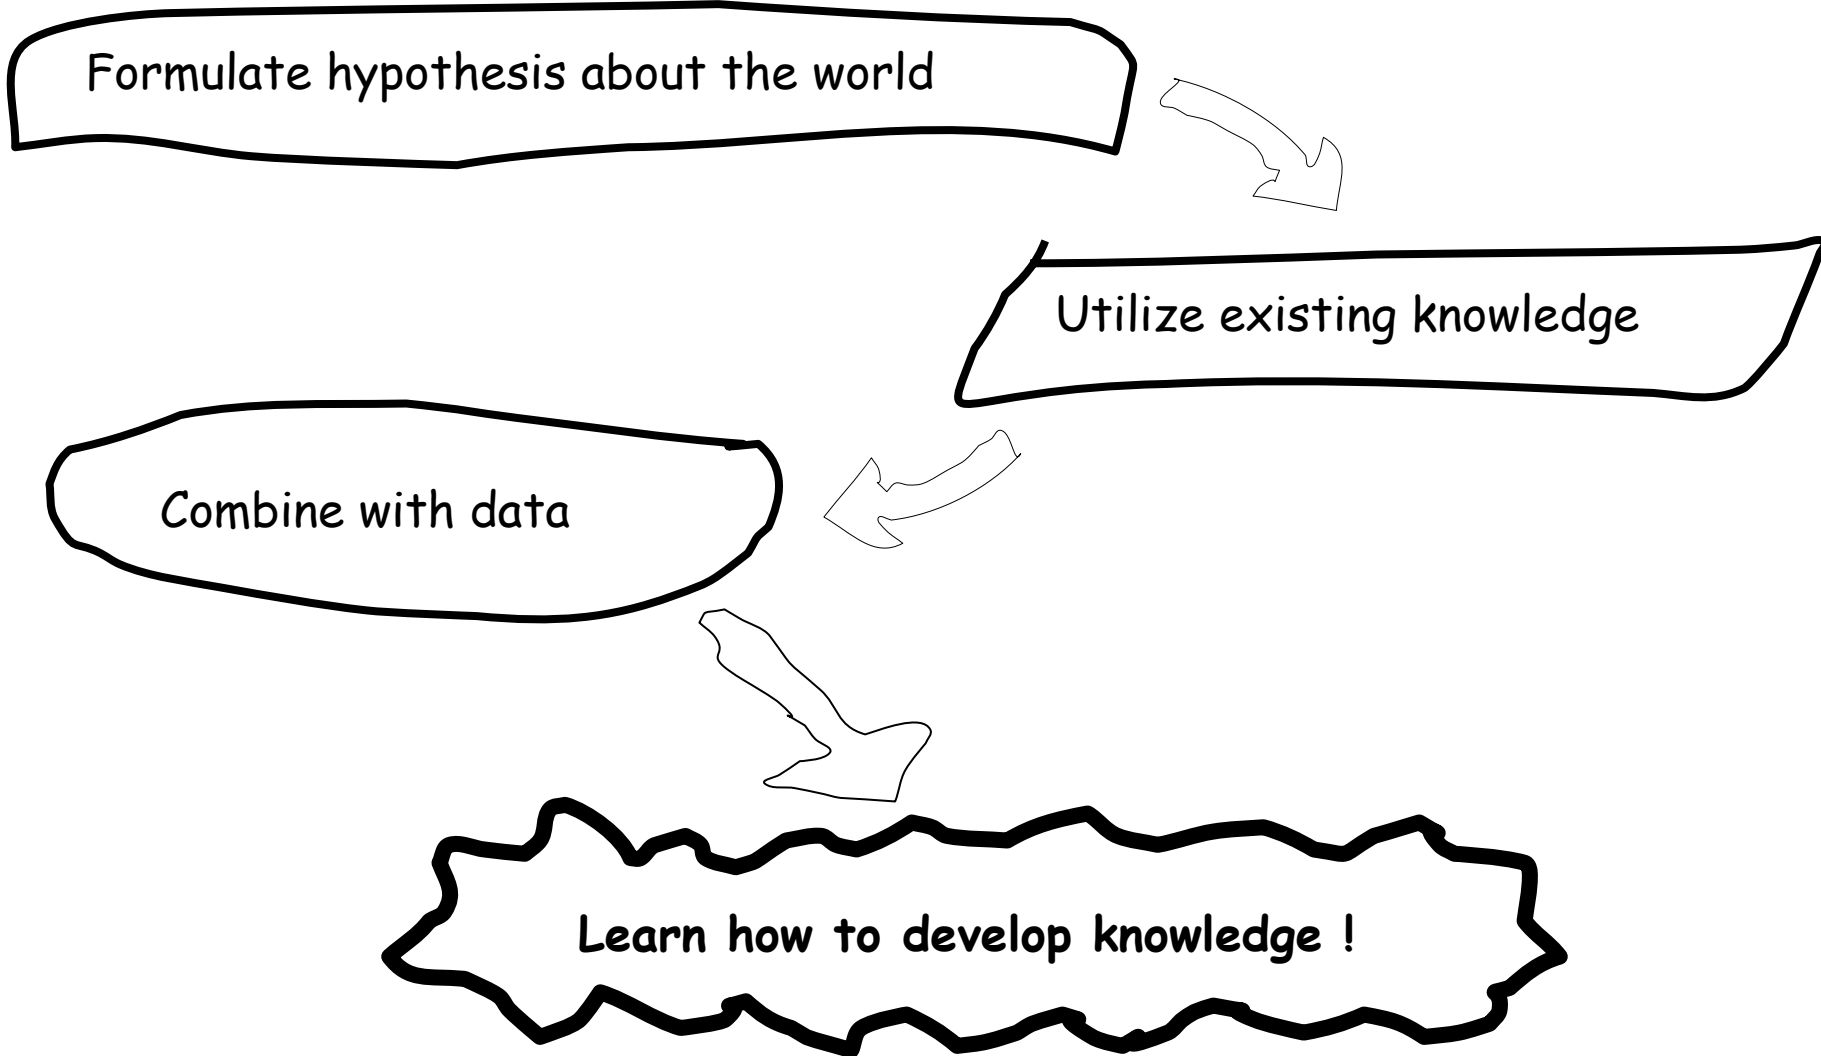 Formulate hypothesis about the world
Utilize existing knowledge
Combine with data
Learn how to develop knowledge !